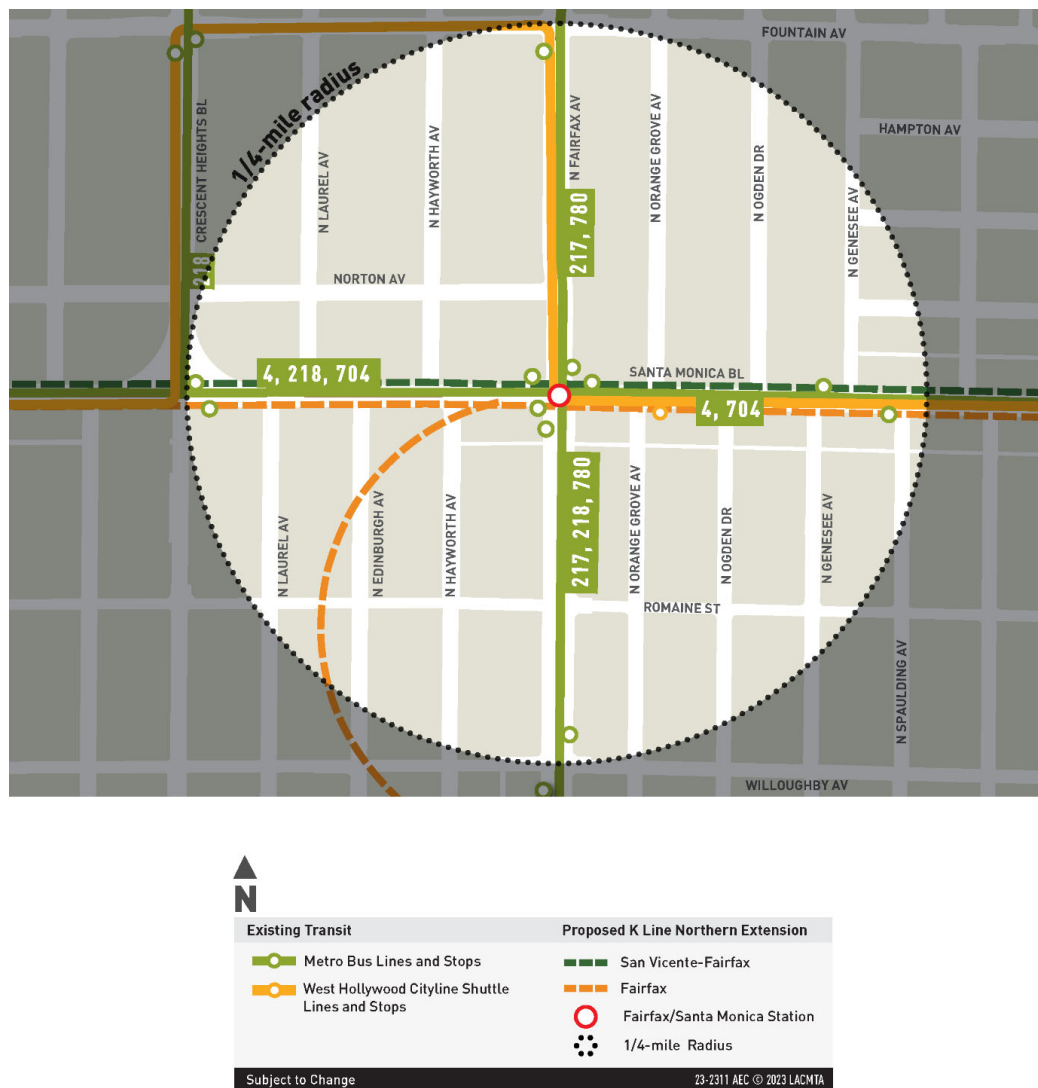 FOUNTAIN AV
1/4-mile radius
CRESCENT HEIGHTS BL
N LAUREL AV
N HAYWORTH AV
N FAIRFAX AV
N ORANGE GROVE AV
N OGDEN DR
N GENESEE AV
HAMPTON AV
217, 780
218
NORTON AV
4, 218, 704
SANTA MONICA BL
4, 704
N LAUREL AV
N EDINBURGH AV
N HAYWORTH AV
217, 218, 780
N ORANGE GROVE AV
N OGDEN DR
N GENESEE AV
ROMAINE ST
N SPAULDING AV
WILLOUGHBY AV
N
Existing Transit
Metro Bus Lines and Stops
West Hollywood Cityline Shuttle
Lines and Stops
Proposed K Line Northern Extension
San Vicente-Fairfax
Fairfax
Fairfax/Santa Monica Station
1/4-mile Radius
Subject to Change
23-2311 AEC © 2023 LACMTA